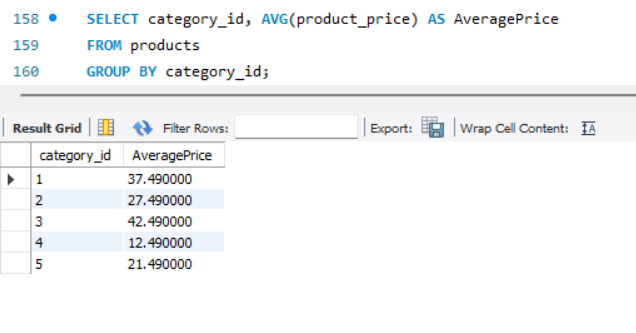 158 SELECT category_id, AVG(product_price) AS AveragePrice
159 FROM products
160 GROUP BY category_id;
Result Grid Filter Rows: Export: Wrap Cell Content: IA
category_id AveragePrice
1 37.490000
2 27.490000
3 42.490000
4 12.490000
5 21.490000